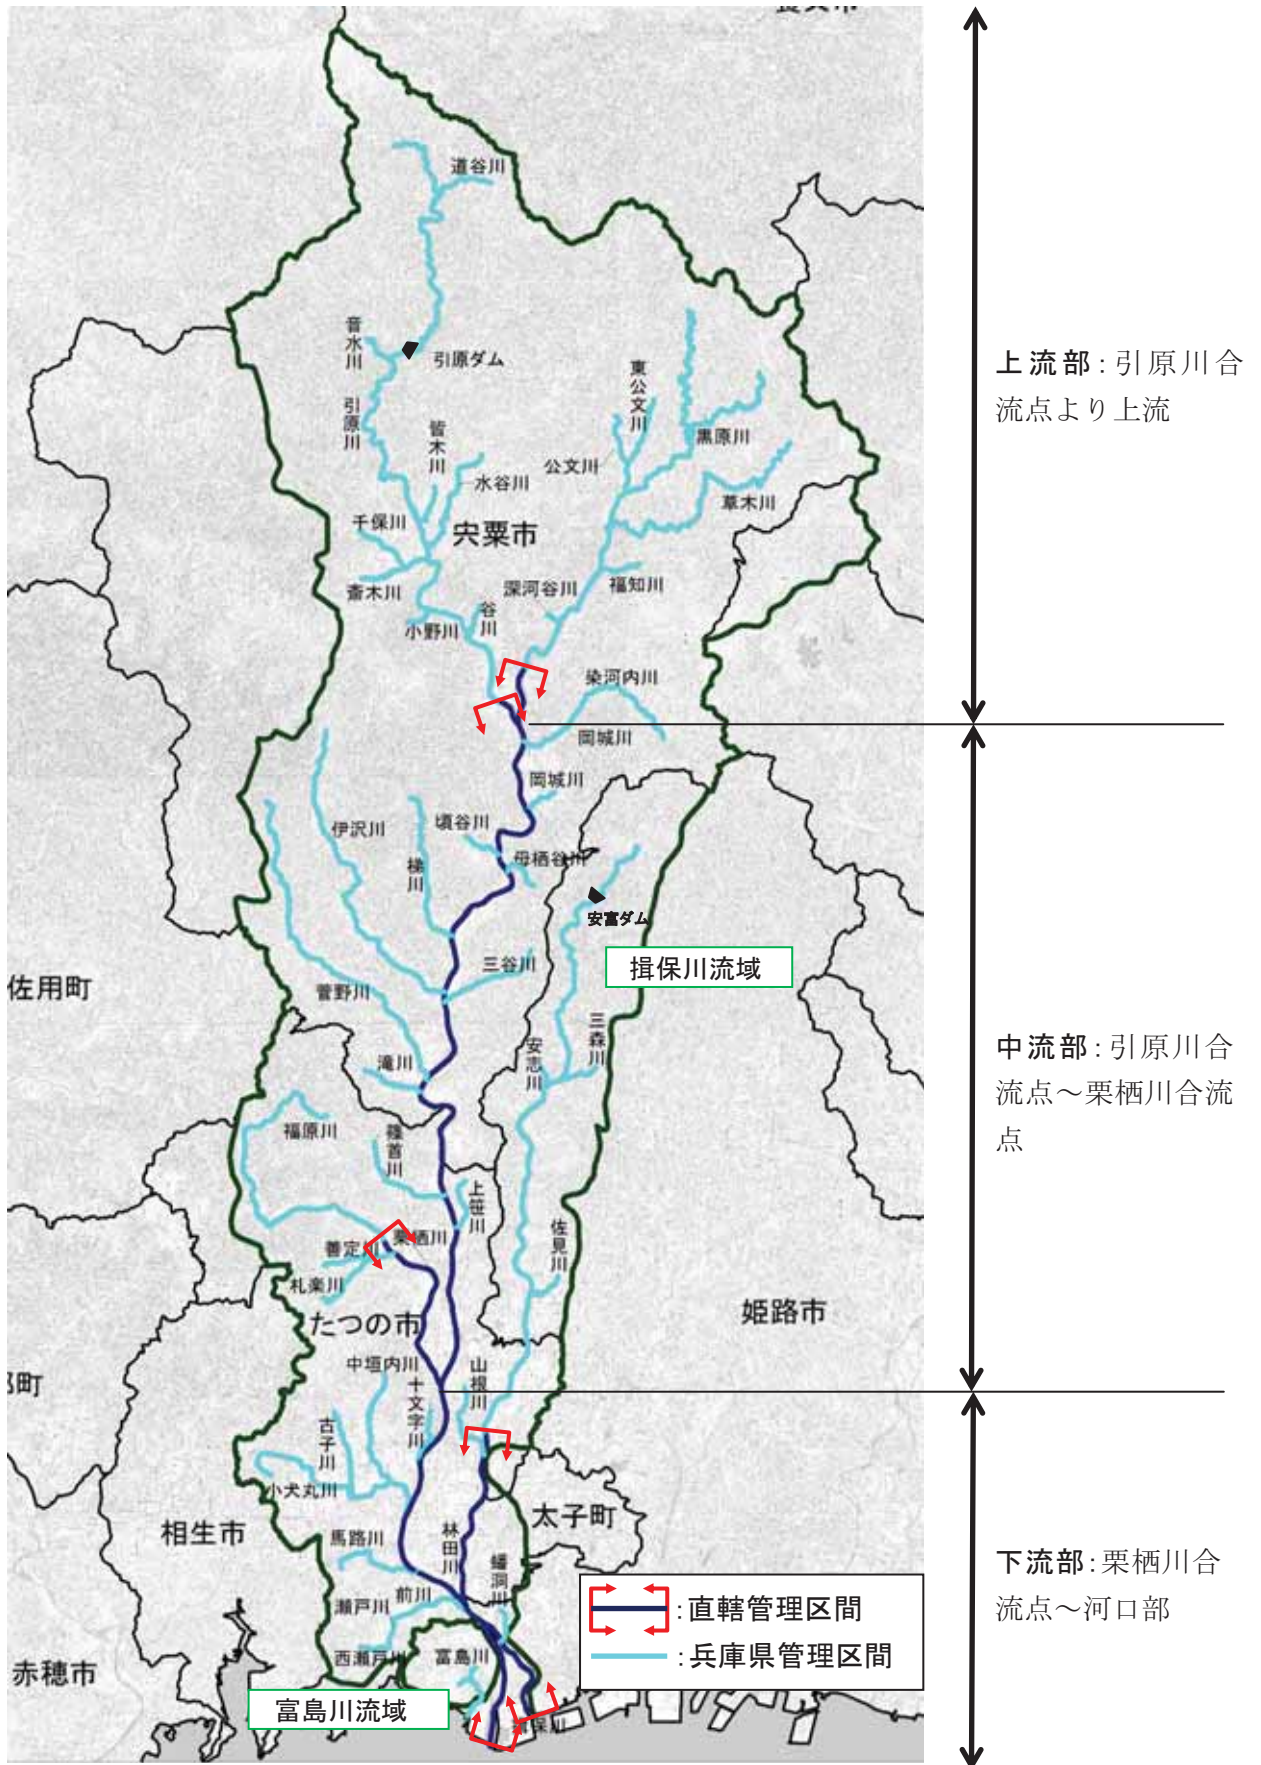 道谷川
音水川
引原ダム
引原川
東公文川
皆木川
黒原川
公文川
水谷川
草木川
千保川
宍粟市
斎木川
深河谷川
福知川
谷川
小野川
染河内川
岡城川
岡城川
伊沢川
頃谷川
母栖谷川
梯川
安富ダム
揖保川流域
三谷川
佐用町
菅野川
三森川
安志川
滝川
福原川
篠首川
上笹川
佐見川
栗栖川
善定川
札楽川
たつの市
姫路市
中垣内川
山根川
十文字川
町
古子川
小犬丸川
太子町
相生市
林田川
馬路川
蟠洞川
前川
瀬戸川
西瀬戸川
富島川
赤穂市
富島川流域
保川
:直轄管理区間
:兵庫県管理区間
上流部:引原川合
流点より上流
中流部:引原川合
流点～栗栖川合流
点
下流部:栗栖川合
流点～河口部